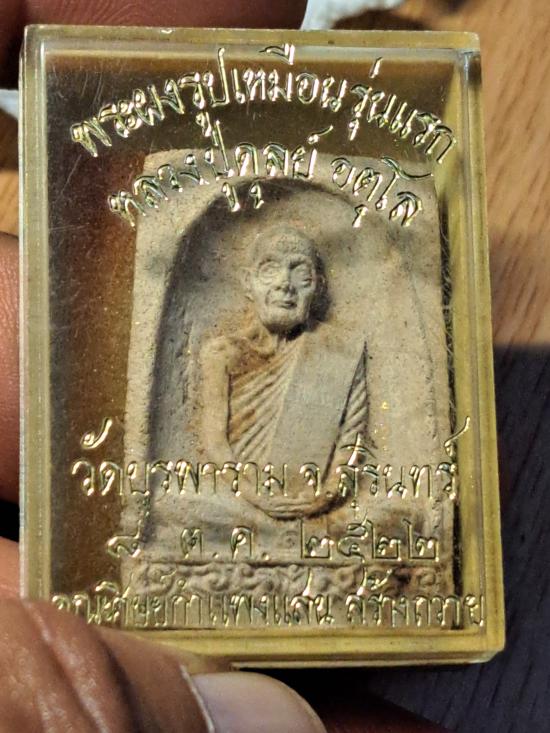 พระผงรูปเหมือนรุ่นแรก
หลวงปู่ดุลย์ อตุโล
วัดบูรพาราม จ.สุรินทร์
๘ ต.ค. ๒๕๒๒
คณะศิษย์กำแพงแสน สร้างถวาย